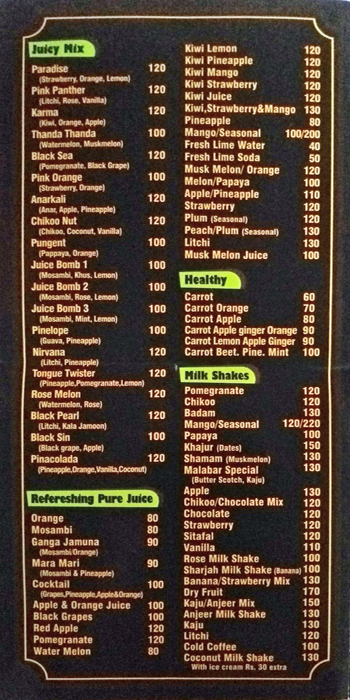 Juicy Mix
Paradise 120
(Strawberry, Orange, Lemon)
Pink Panther 120
(Litchi, Rose, Vanilla)
Karma 120
(Kiwi, Orange, Apple)
Thanda Thanda 100
(Watermelon, Muskmelon)
Black Sea 120
(Pomegranate, Black Grape)
Pink Orange 100
(Strawberry, Orange)
Anarkali 120
(Anar, Apple, Pineapple)
Chikoo Nut 120
(Chikoo, Coconut, Vanilla)
Pungent 100
(Pappaya, Orange)
Juice Bomb 1 100
(Mosambi, Khus, Lemon)
Juice Bomb 2 100
(Mosambi, Rose, Lemon)
Juice Bomb 3 100
(Mosambi, Mint, Lemon)
Pinelope 100
(Guava, Pineapple)
Nirvana 120
(Litchi, Pineapple)
Tongue Twister 120
(Pineapple,Pomegranate,Lemon)
Rose Melon 120
(Watermelon, Rose)
Black Pearl 120
(Litchi, Kala Jamoon)
Black Sin 100
(Black grape, Apple)
Pinacolada 120
(Pineapple,Orange,Vanilla,Coconut)
Refereshing Pure Juice
Orange 80
Mosambi 80
Ganga Jamuna 90
(Mosambi/Orange)
Mara Mari 90
(Mosambi & Pineapple)
Cocktail 100
(Grapes,Pineapple,Apple&Orange)
Apple & Orange Juice 100
Black Grapes 100
Red Apple 120
Pomegranate 120
Water Melon 80
Kiwi Lemon 120
Kiwi Pineapple 120
Kiwi Mango 120
Kiwi Strawberry 120
Kiwi Juice 120
Kiwi,Strawberry&Mango 130
Pineapple 80
Mango/Seasonal 100/200
Fresh Lime Water 40
Fresh Lime Soda 50
Musk Melon/ Orange 120
Melon/Papaya 100
Apple/Pineapple 110
Strawberry 120
Plum (Seasonal) 120
Peach/Plum (Seasonal) 130
Litchi 130
Musk Melon Juice 100
Healthy
Carrot 60
Carrot Orange 70
Carrot Apple 80
Carrot Apple ginger Orange 90
Carrot Lemon Apple Ginger 90
Carrot Beet. Pine. Mint 100
Milk Shakes
Pomegranate 120
Chikoo 120
Badam 130
Mango/Seasonal 120/220
Papaya 100
Khajur (Dates) 150
Shamam (Muskmelon) 130
Malabar Special 130
(Butter Scotch, Kaju)
Apple 130
Chikoo/Chocolate Mix 120
Chocolate 120
Strawberry 120
Sitafal 120
Vanilla 110
Rose Milk Shake 100
Sharjah Milk Shake (Banana) 100
Banana/Strawberry Mix 130
Dry Fruit 170
Kaju/Anjeer Mix 150
Anjeer Milk Shake 130
Kaju 130
Litchi 120
Cold Coffee 100
Coconut Milk Shake 130
With ice cream Rs. 30 extra